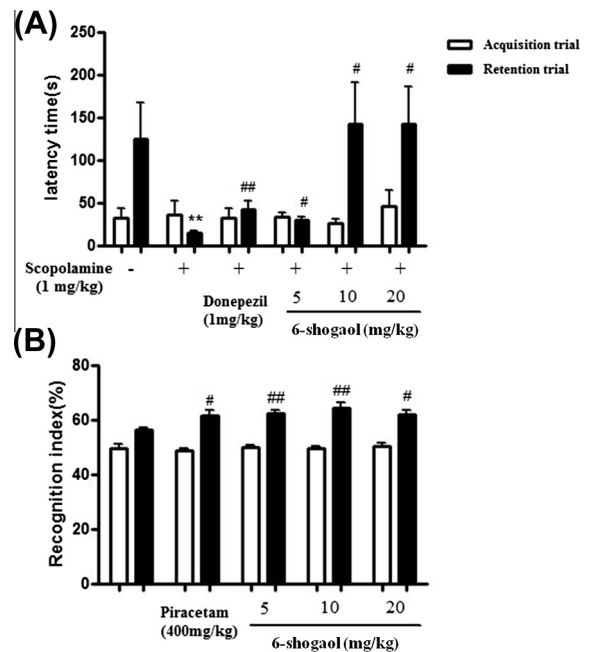 (A)
Acquisition trial
Retention trial
latency time(s)
250
200
150
100
50
0
**
##
#
#
#
Scopolamine - + + + + +
(1 mg/kg)
Donepezil 5 10 20
(1mg/kg)
6-shogaol (mg/kg)
(B)
Recognition index(%)
80
60
40
20
0
#
##
##
#
Piracetam 5 10 20
(400mg/kg)
6-shogaol (mg/kg)